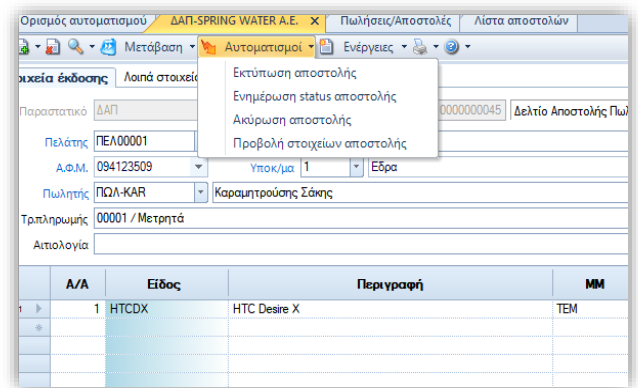 Ορισμός αυτοματισμού ΔΑΠ-SPRING WATER A.E. X Πωλήσεις/Αποστολές Λίστα αποστολών
Μετάβαση Αυτοματισμοί Ενέργειες
Εκτύπωση αποστολής
Ενημέρωση status αποστολής
Ακύρωση αποστολής
Προβολή στοιχείων αποστολής
οιχεία έκδοσης Λοιπά στοιχεί
Παραστατικό ΔΑΠ 0000000045 Δελτίο Αποστολής Πωλ
Πελάτης ΠΕΛ00001
Α.Φ.Μ. 094123509 Υποκ/μα 1 Έδρα
Πωλητής ΠΩΛ-KAR Καραμητρούσης Σάκης
Τρ.πληρωμής 00001 / Μετρητά
Αιτιολογία
Α/Α Είδος Περιγραφή ΜΜ
1 HTCDX HTC Desire X ΤΕΜ